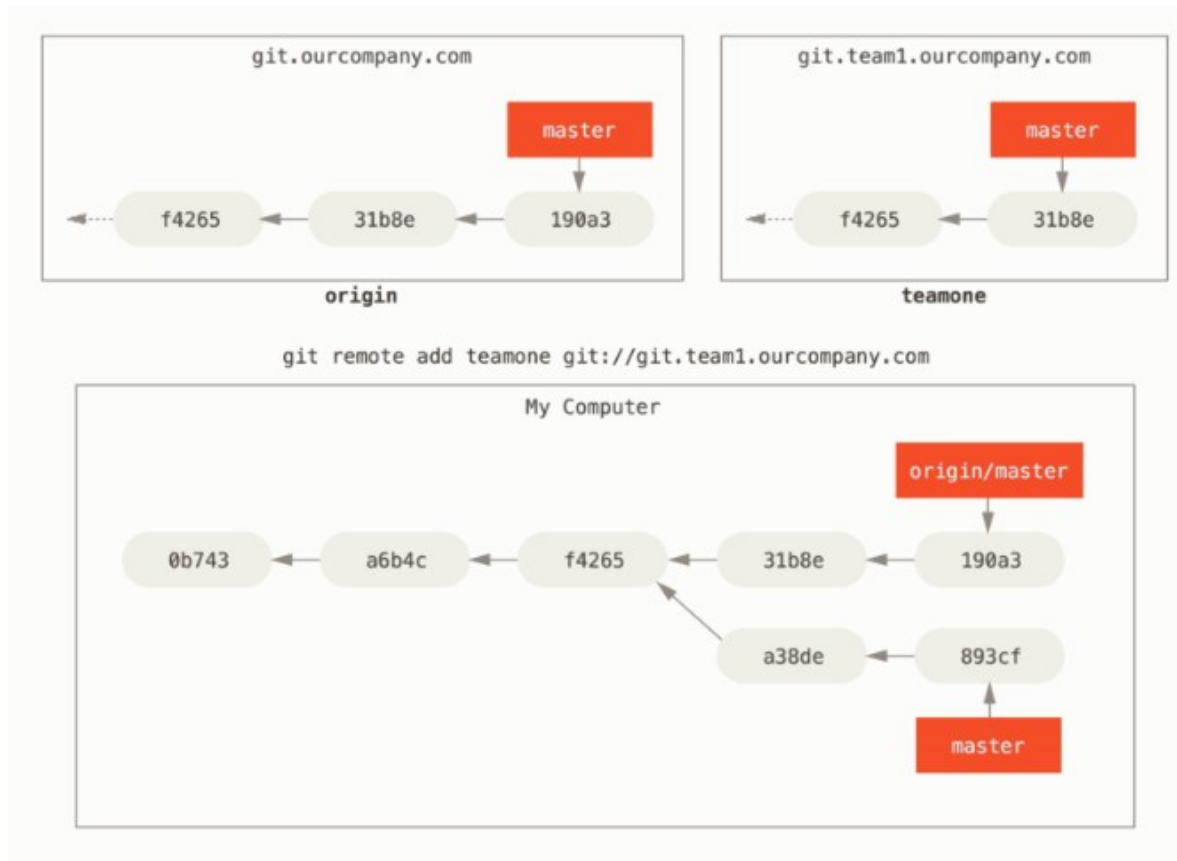 git.ourcompany.com
master
f4265 31b8e 190a3
origin
git.team1.ourcompany.com
master
f4265 31b8e
teamone
git remote add teamone git://git.team1.ourcompany.com
My Computer
origin/master
0b743 a6b4c f4265 31b8e 190a3
a38de 893cf
master